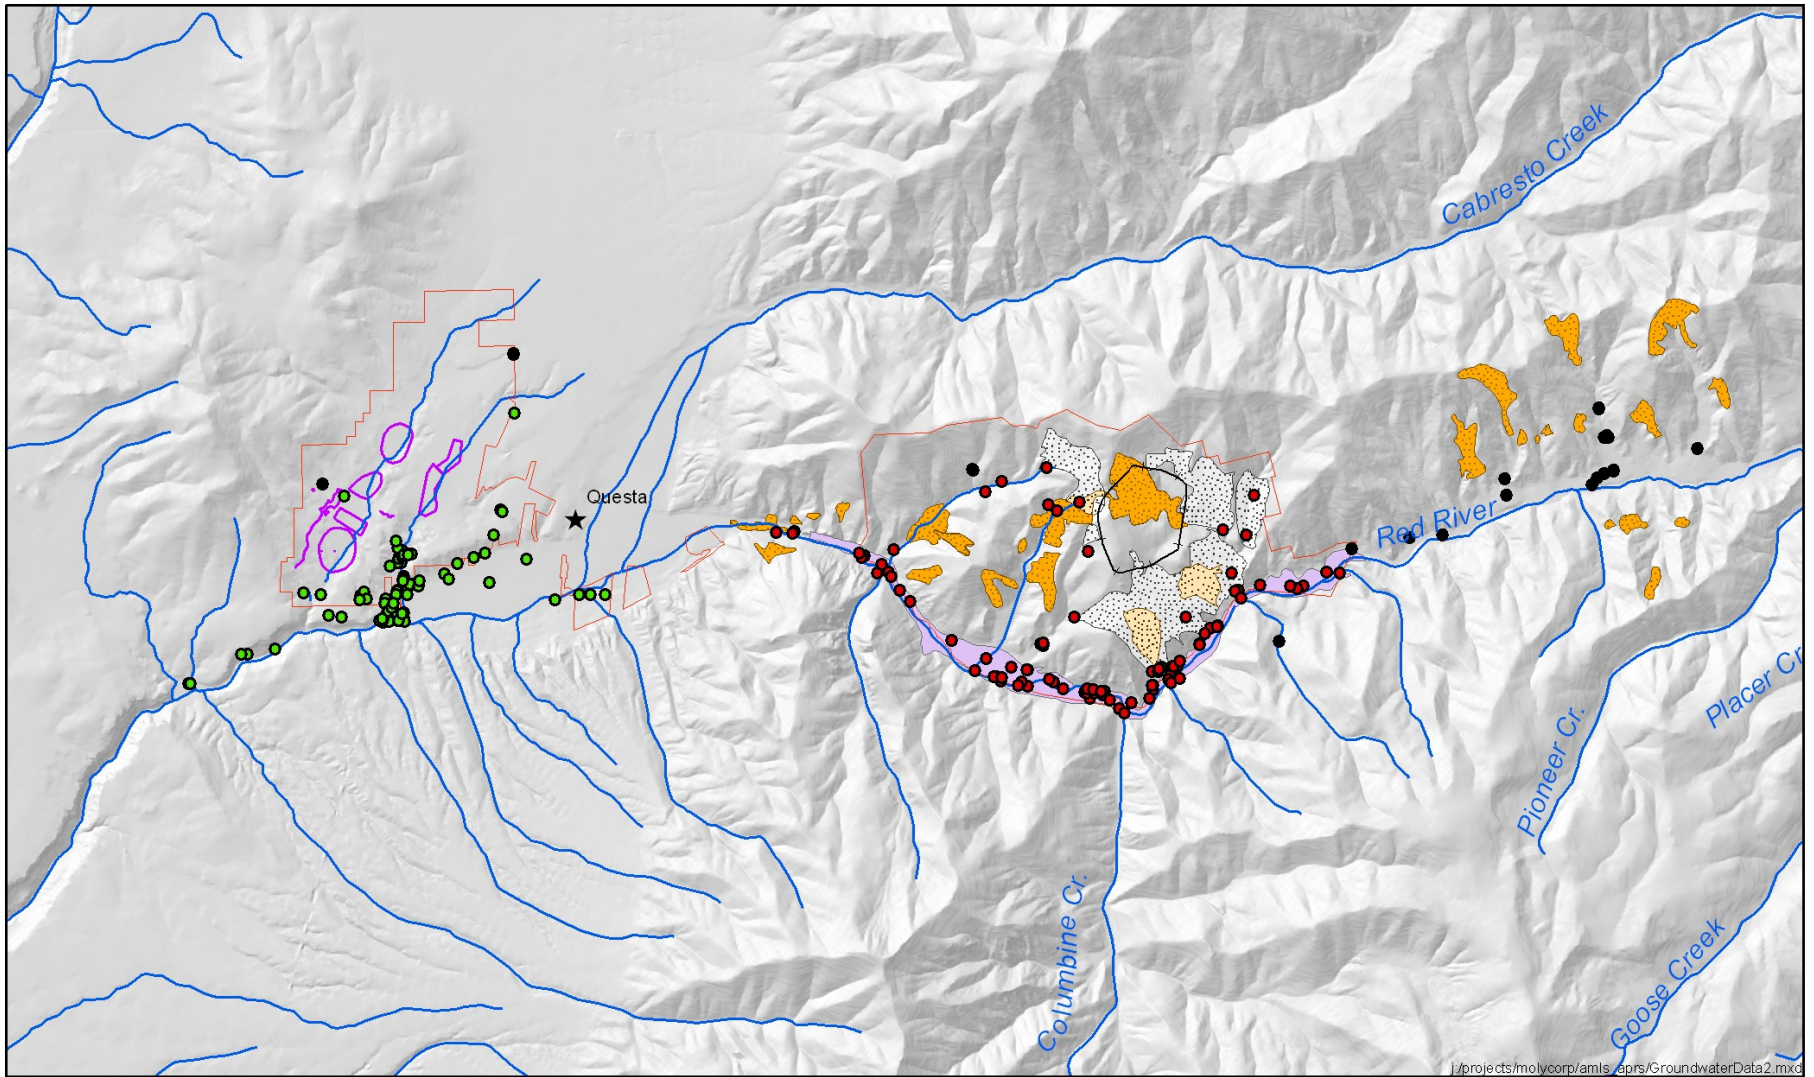 Cabresto Creek
Questa
Red River
Placer Cr
Pioneer Cr.
Columbine Cr.
Goose Creek
j:/projects/molycorp/amls_aprs/GroundwaterData2.mxd